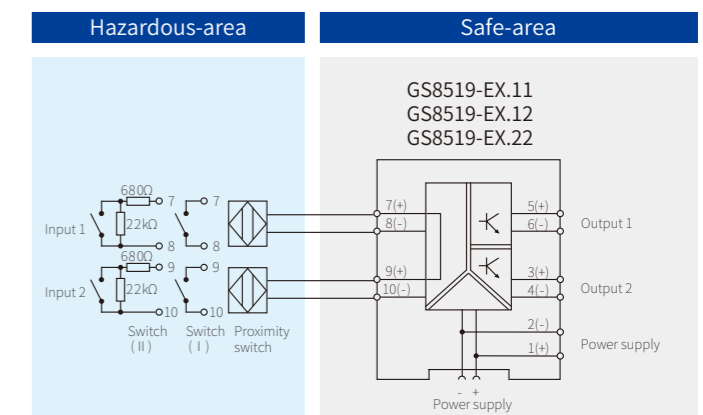 Hazardous-area
Safe-area
GS8519-EX.11
GS8519-EX.12
GS8519-EX.22
680Ω
7
7
22kΩ
Input 1
8
8
680Ω
9
9
22kΩ
Input 2
10
10
Switch
(Ⅱ)
Switch
(Ⅰ)
Proximity
switch
7(+)
8(-)
9(+)
10(-)
5(+)
6(-)
Output 1
3(+)
4(-)
Output 2
2(-)
1(+)
Power supply
- +
Power supply